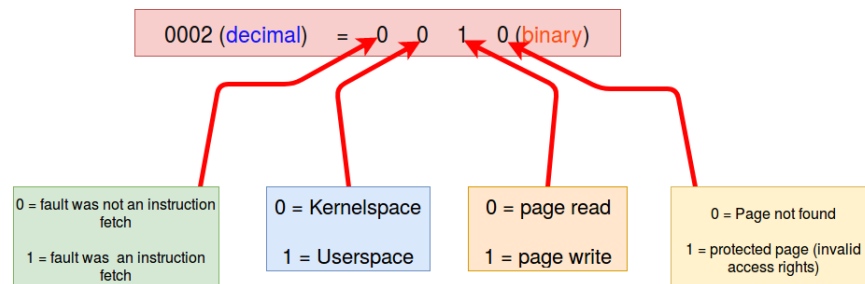 0002 (decimal) = 0 0 1 0 (binary)
0 = fault was not an instruction
fetch
1 = fault was an instruction
fetch
0 = Kernelspace
1 = Userspace
0 = page read
1 = page write
0 = Page not found
1 = protected page (invalid
access rights)